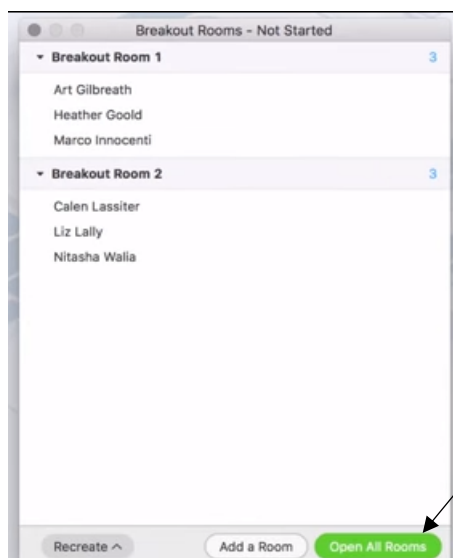 Breakout Rooms - Not Started
Breakout Room 1 3
Art Gilbreath
Heather Goold
Marco Innocenti
Breakout Room 2 3
Calen Lassiter
Liz Lally
Nitasha Walia
Recreate Add a Room Open All Rooms